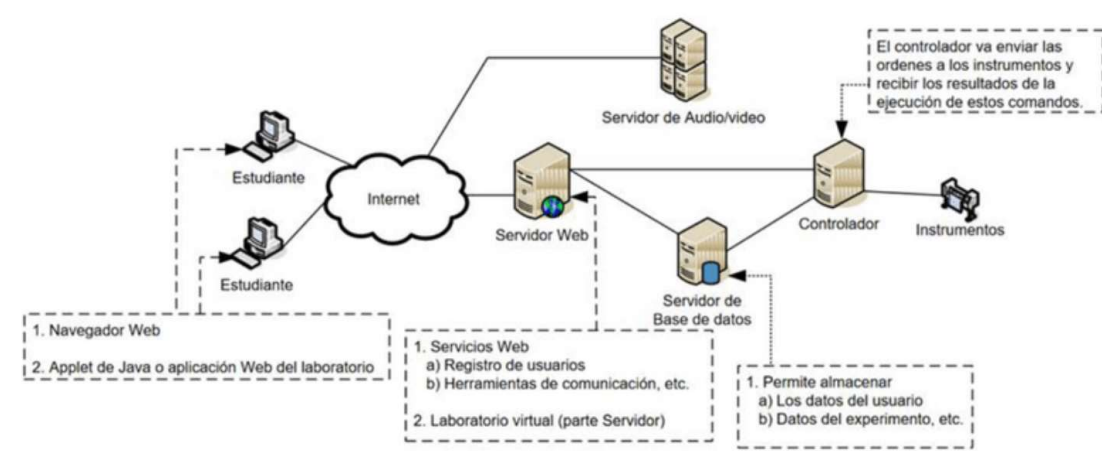 El controlador va enviar las
ordenes a los instrumentos y
recibir los resultados de la
ejecución de estos comandos.
Servidor de Audio/video
Estudiante
Internet
Servidor Web
Controlador
Instrumentos
Estudiante
Servidor de
Base de datos
1. Navegador Web
2. Applet de Java o aplicación Web del laboratorio
1. Servicios Web
a) Registro de usuarios
b) Herramientas de comunicación, etc.
2. Laboratorio virtual (parte Servidor)
1. Permite almacenar
a) Los datos del usuario
b) Datos del experimento, etc.